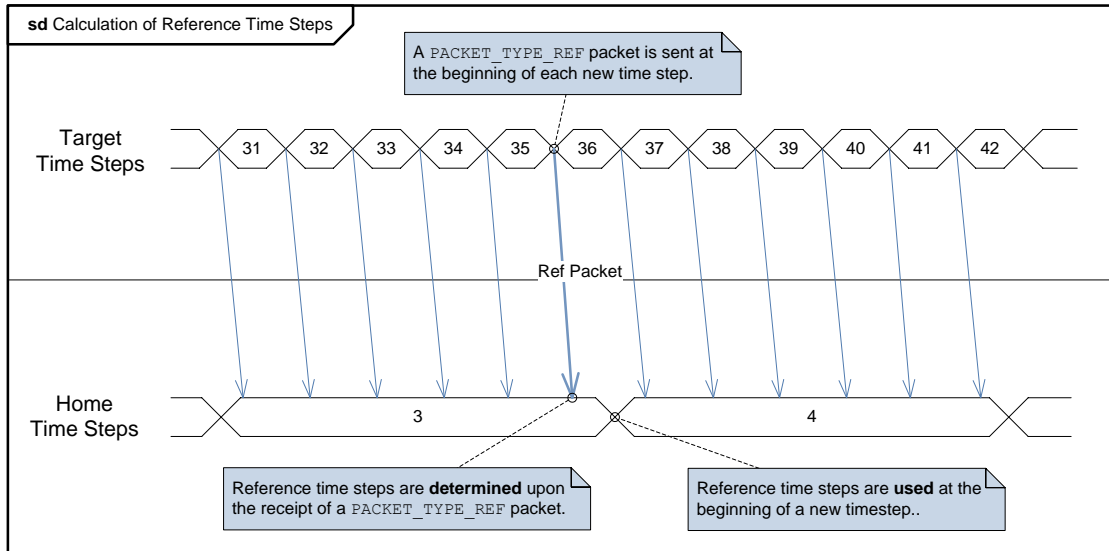 sd Calculation of Reference Time Steps
A PACKET_TYPE_REF packet is sent at
the beginning of each new time step.
Target
Time Steps
31 32 33 34 35 36 37 38 39 40 41 42
Ref Packet
Home
Time Steps
3 4
Reference time steps are determined upon
the receipt of a PACKET_TYPE_REF packet.
Reference time steps are used at the
beginning of a new timestep..